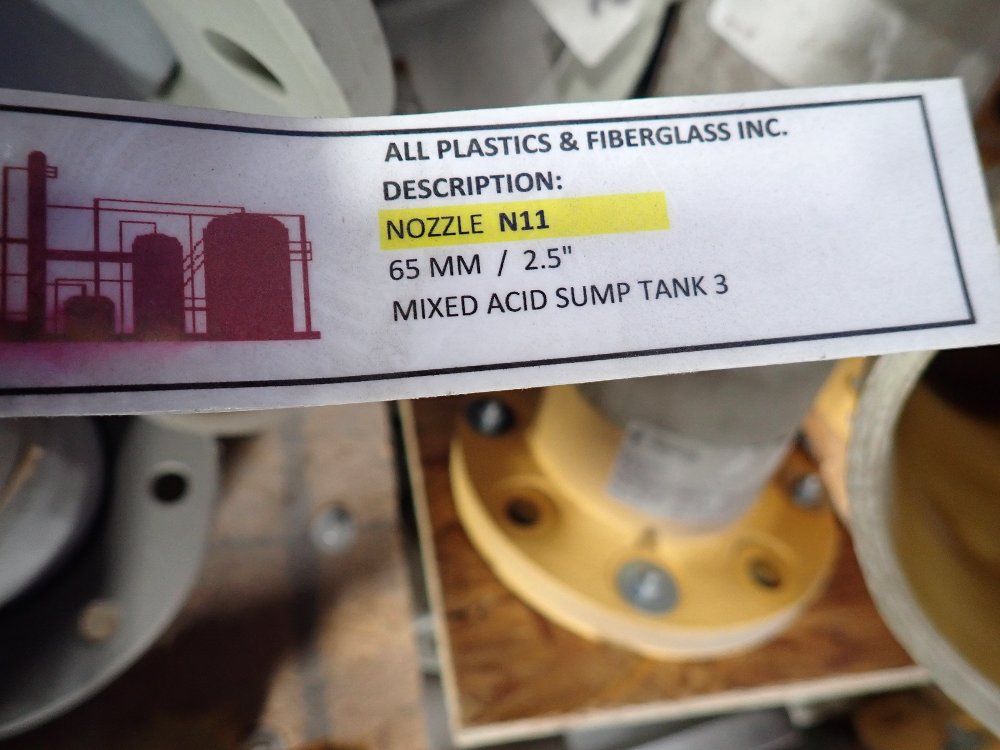 ALL PLASTICS & FIBERGLASS INC.
DESCRIPTION:
NOZZLE N11
65 MM / 2.5"
MIXED ACID SUMP TANK 3